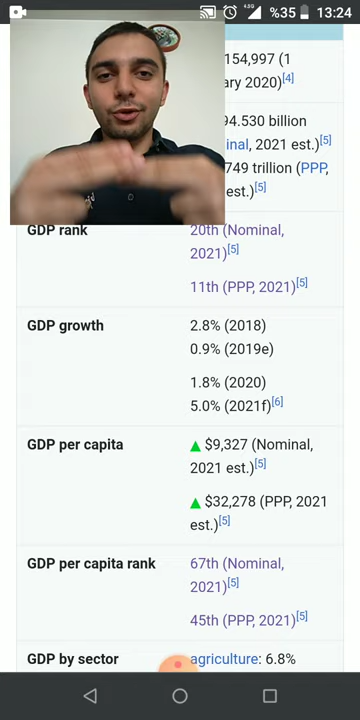 4.5G %35 13:24
154,997 (1
ary 2020)[4]
94.530 billion
inal, 2021 est.)[5]
749 trillion (PPP,
est.)[5]
GDP rank 20th (Nominal,
2021)[5]
11th (PPP, 2021)[5]
GDP growth 2.8% (2018)
0.9% (2019e)
1.8% (2020)
5.0% (2021f)[6]
GDP per capita ▲ $9,327 (Nominal,
2021 est.)[5]
▲ $32,278 (PPP, 2021
est.)[5]
GDP per capita rank 67th (Nominal,
2021)[5]
45th (PPP, 2021)[5]
GDP by sector agriculture: 6.8%